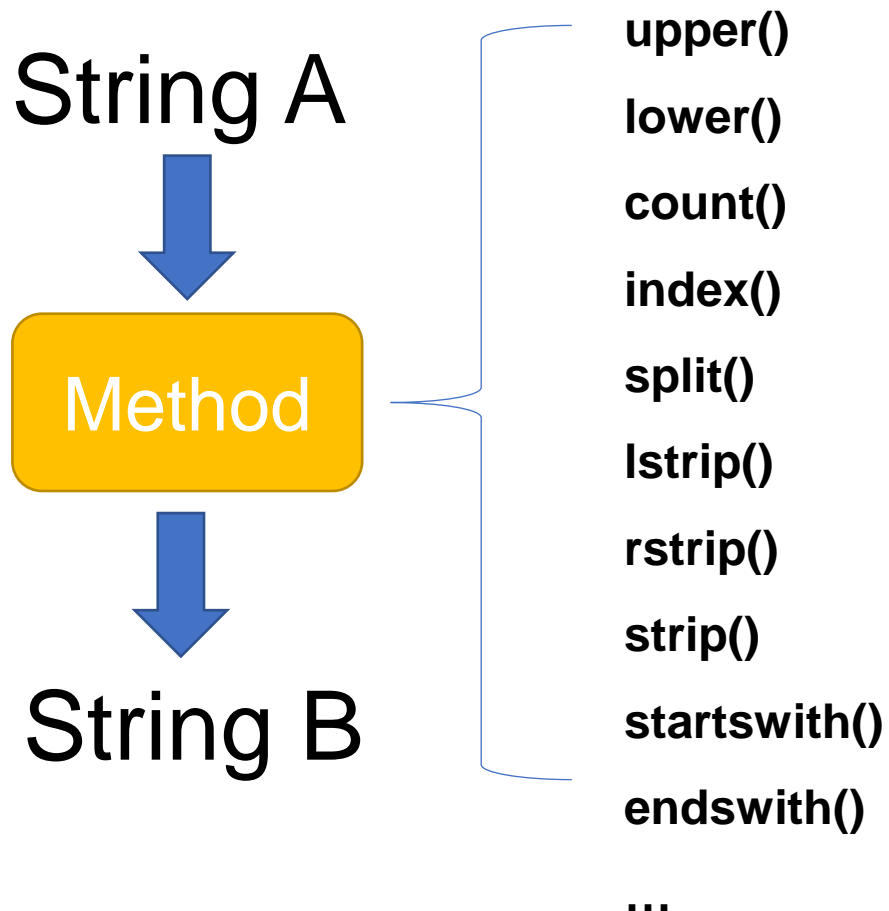 String A
Method
String B
upper()
lower()
count()
index()
split()
lstrip()
rstrip()
strip()
startswith()
endswith()
...